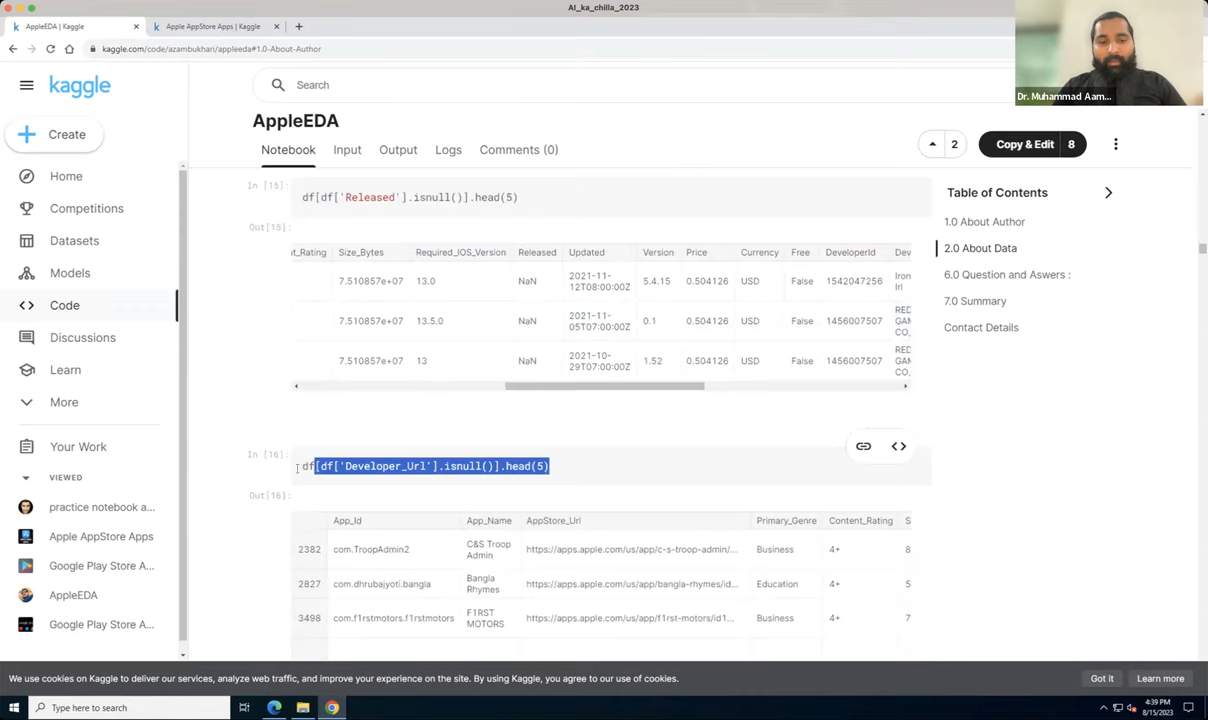 AI_ka_chilla_2023
AppleEDA | Kaggle
Apple AppStore Apps | Kaggle
kaggle.com/code/azambukhari/appleeda#1.0-About-Author
Dr. Muhammad Aam...
kaggle
Search
Create
AppleEDA
Notebook Input Output Logs Comments (0)
2
Copy & Edit 8
Home
Competitions
Datasets
Models
Code
Discussions
Learn
More
Your Work
VIEWED
practice notebook a...
Apple AppStore Apps
Google Play Store A...
AppleEDA
Google Play Store A...
In [15]:
df[df['Released'].isnull()].head(5)
Out[15]:
t_Rating Size_Bytes Required_IOS_Version Released Updated Version Price Currency Free DeveloperId Dev
7.510857e+07 13.0 NaN 2021-11-12T08:00:00Z 5.4.15 0.504126 USD False 1542047256 Iron Irl
7.510857e+07 13.5.0 NaN 2021-11-05T07:00:00Z 0.1 0.504126 USD False 1456007507 RED GAM CO,
7.510857e+07 13 NaN 2021-10-29T07:00:00Z 1.52 0.504126 USD False 1456007507 RED GAM CO,
In [16]:
df[df['Developer_Url'].isnull()].head(5)
Out[16]:
App_Id App_Name AppStore_Url Primary_Genre Content_Rating S
2382 com.TroopAdmin2 C&S Troop Admin https://apps.apple.com/us/app/c-s-troop-admin/... Business 4+ 8
2827 com.dhrubajyoti.bangla Bangla Rhymes https://apps.apple.com/us/app/bangla-rhymes/id... Education 4+ 5
3498 com.f1rstmotors.f1rstmotors F1RST MOTORS https://apps.apple.com/us/app/f1rst-motors/id1... Business 4+ 7
Table of Contents
1.0 About Author
2.0 About Data
6.0 Question and Aswers :
7.0 Summary
Contact Details
We use cookies on Kaggle to deliver our services, analyze web traffic, and improve your experience on the site. By using Kaggle, you agree to our use of cookies.
Got it
Learn more
Type here to search
4:39 PM
8/15/2023